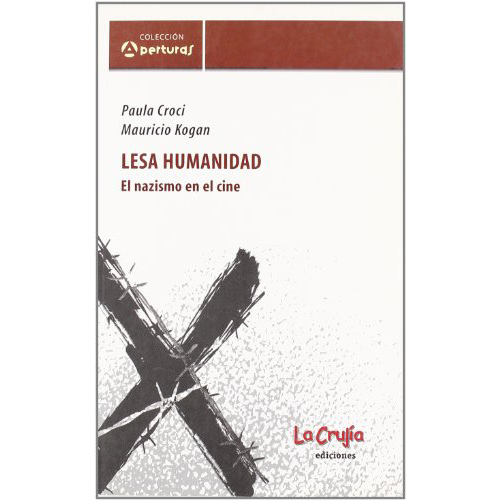 COLECCIÓN
Aperturas
Paula Croci
Mauricio Kogan
LESA HUMANIDAD
El nazismo en el cine
La Crujía
ediciones